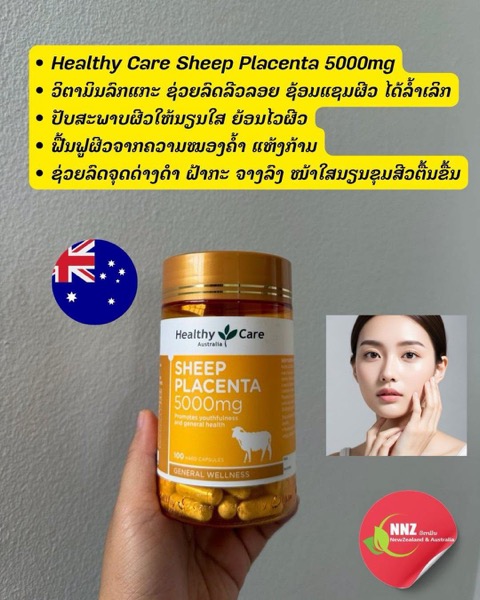 • Healthy Care Sheep Placenta 5000mg
• ວິຕາມິນລົກແກະ ຊ່ວຍລົດລິ້ວລອຍ ຊ້ອມແຊມຜິວ ໄດ້ລ້ຳເລິກ
• ປັບສະພາບຜິວໃຫ້ນຽນໃສ ຍ້ອນໄວຜິວ
• ຟື້ນຟູຜິວຈາກຄວາມໝອງຄ້ຳ ແຫ້ງກ້ານ
• ຊ່ວຍລົດຈຸດດ່າງດຳ ຝ້າກະ ຈາງລົງ ໜ້າໃສນຽນຂຸມສິວຕື້ນຂື້ນ
Healthy Care
Australia
SHEEP
PLACENTA
5000mg
Promotes youthfulness
and general health
100 HARD CAPSULES
GENERAL WELLNESS
NNZ
NewZealand & Australia